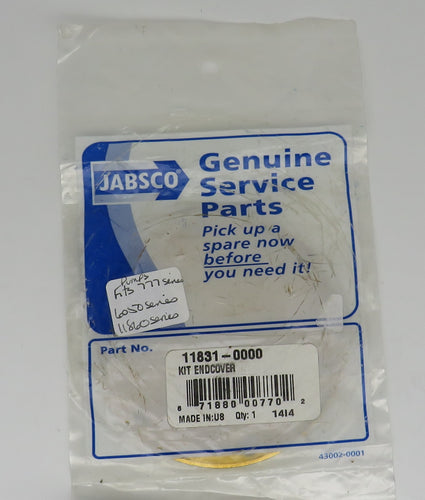 JABSCO
Genuine
Service
Parts
Pick up a
spare now
before
you need it!
Pumps
fits 777 series
6050 series
11860 series
Part No.
11831-0000
KIT ENDCOVER
6 71880 00770 2
MADE IN:US Qty: 1 1414
43002-0001